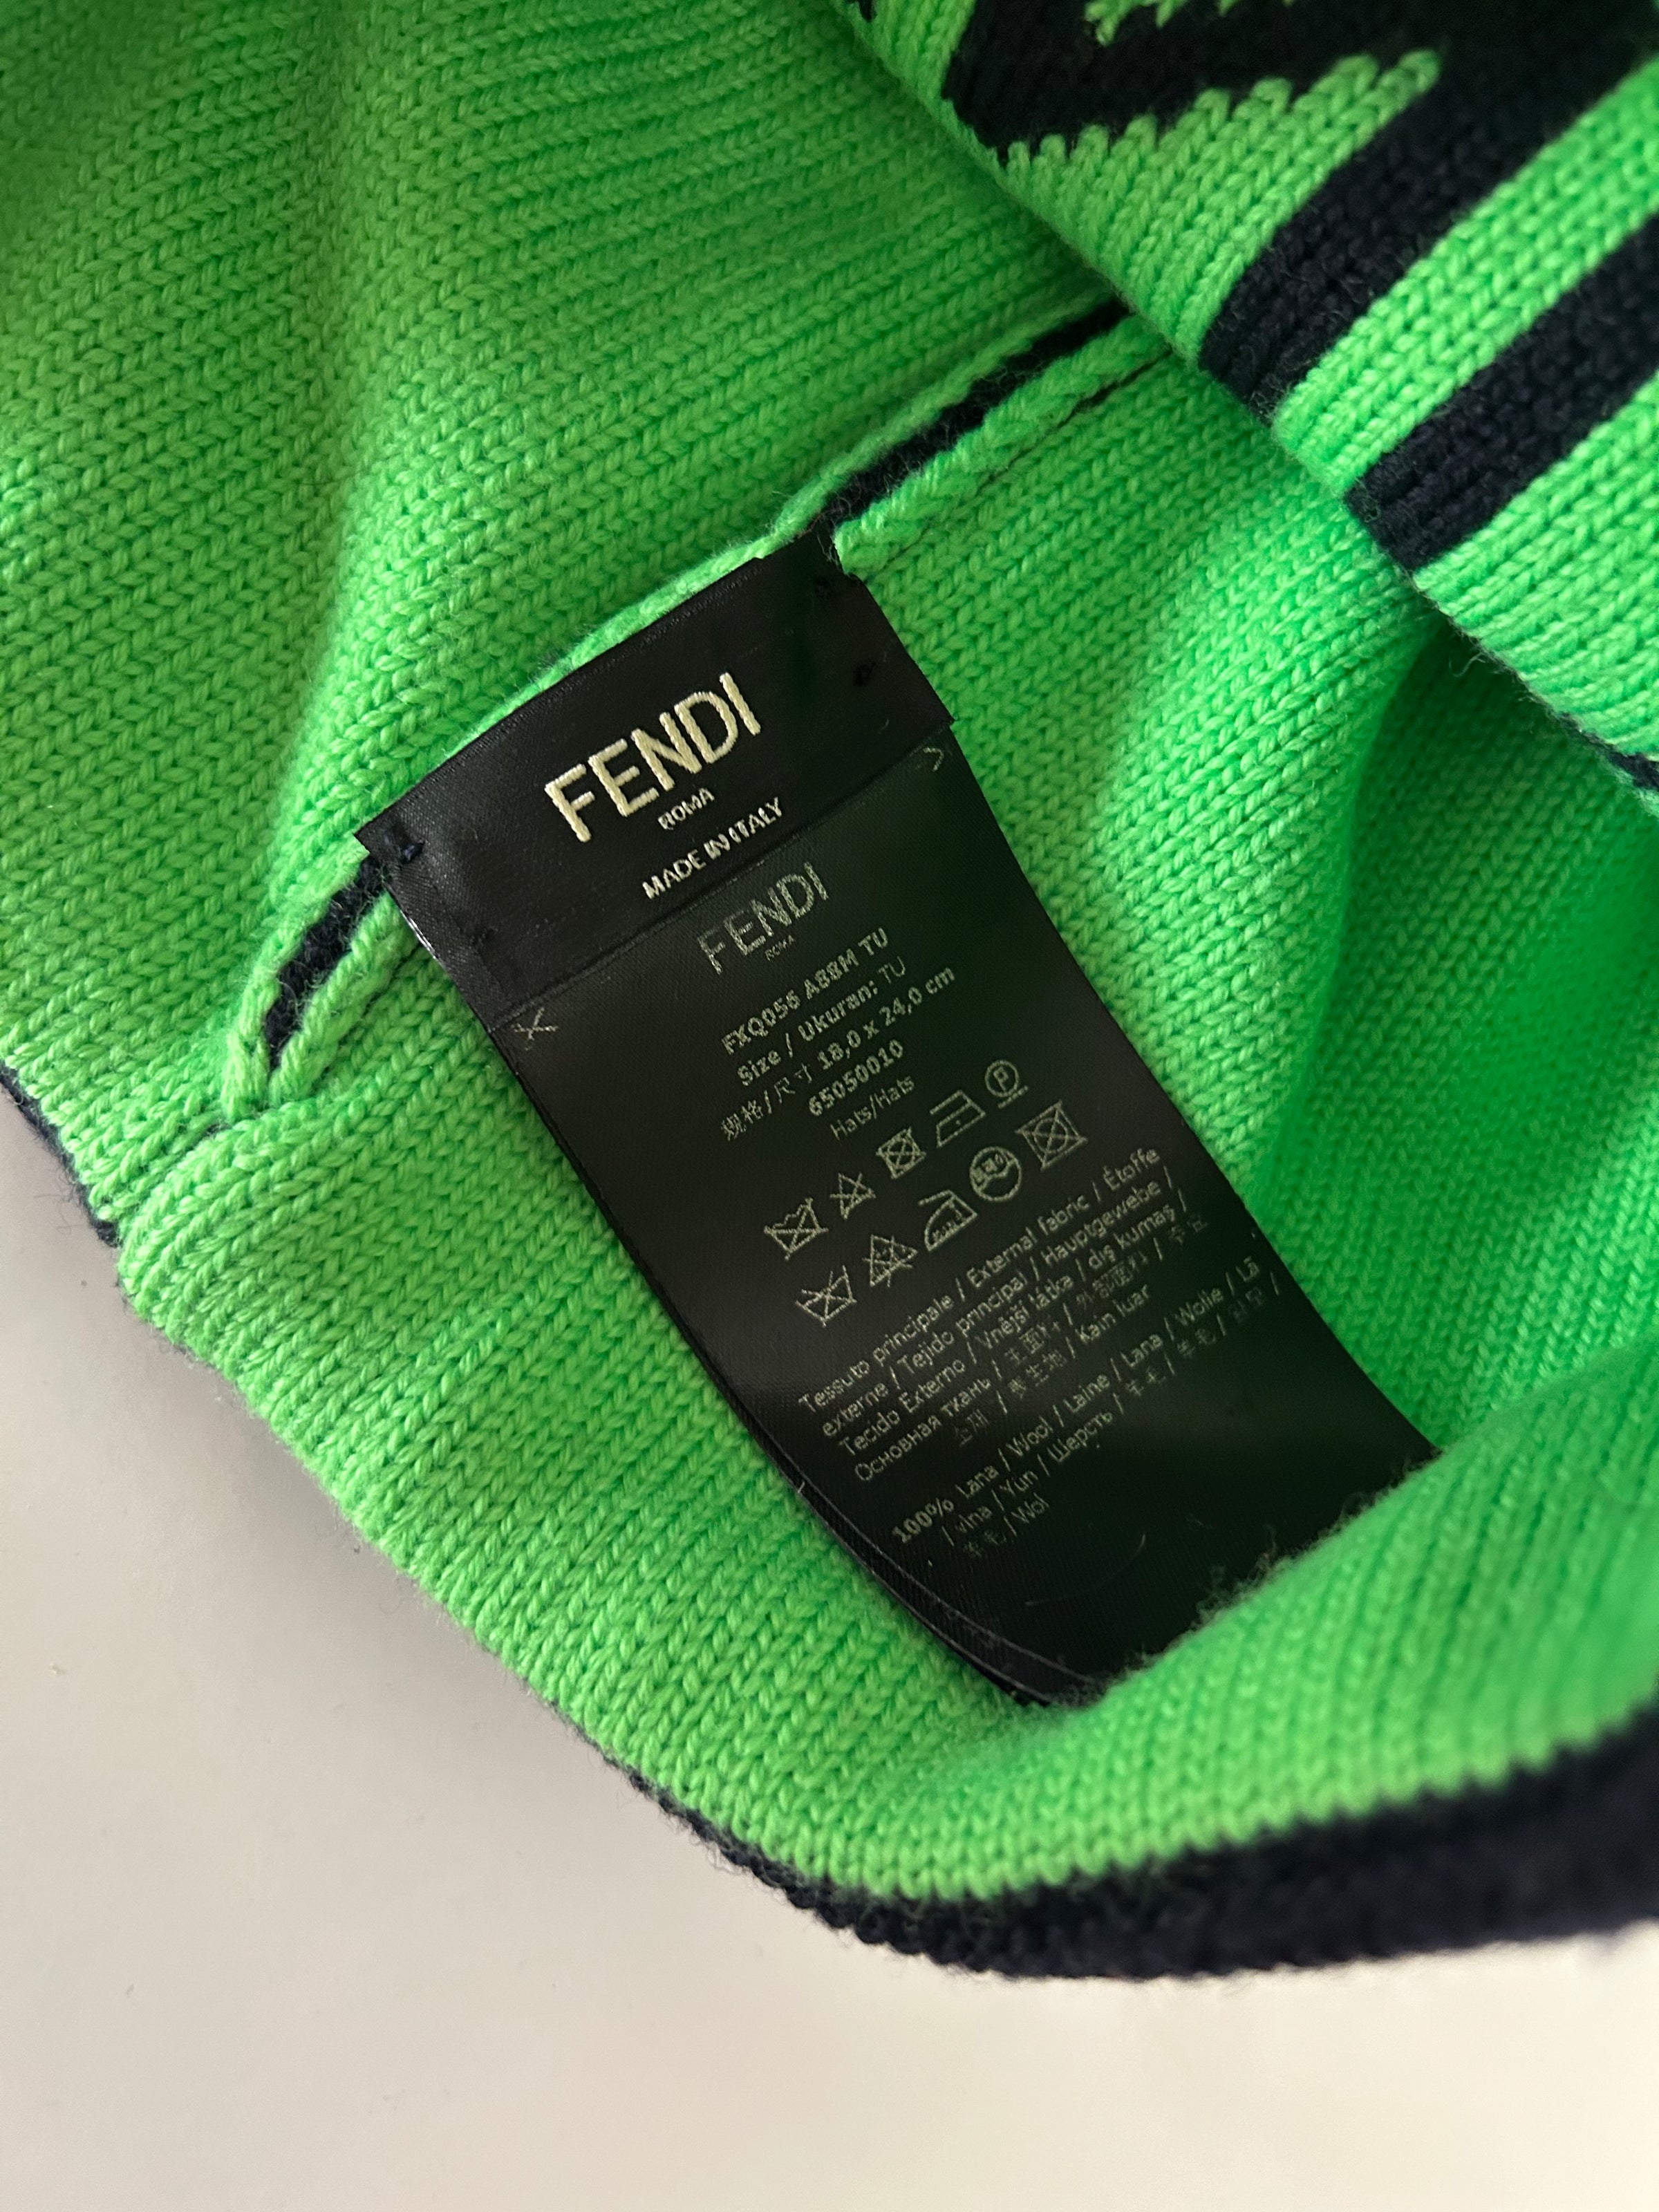 FENDI
ROMA
MADE IN ITALY
FENDI
ROMA
FXQ056 A88M TU
Size / Ukuran: TU
规格/尺寸 18,0 x 24,0 cm
65050010
Hats/Hats
P
드라이
Tessuto principale / External fabric / Étoffe
externe / Tejido principal / Hauptgewebe /
Tecido Externo / Vnější látka / dış kumaş /
Основная ткань / 主面料 / 外部面料 / 주요
소재 / 表生地 / Kain luar
100% Lana / Wool / Laine / Lana / Wolle / Lã
/ vlna / Yün / Шерсть / 羊毛 / 羊毛 /
羊毛 / Wol